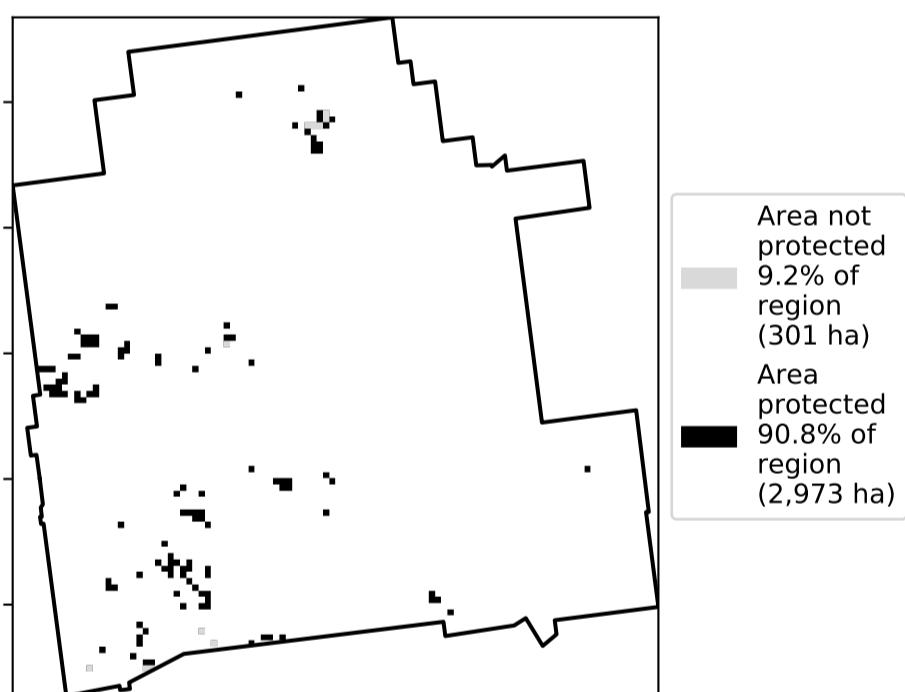 Area not
protected
9.2% of
region
(301 ha)
Area
protected
90.8% of
region
(2,973 ha)